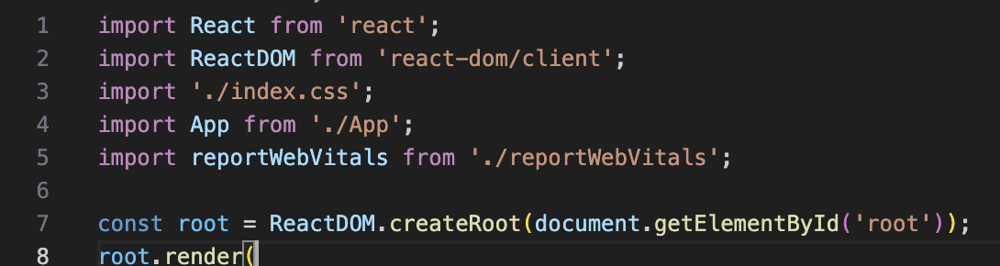 1 import React from 'react';
2 import ReactDOM from 'react-dom/client';
3 import './index.css';
4 import App from './App';
5 import reportWebVitals from './reportWebVitals';
6
7 const root = ReactDOM.createRoot(document.getElementById('root'));
8 root.render(